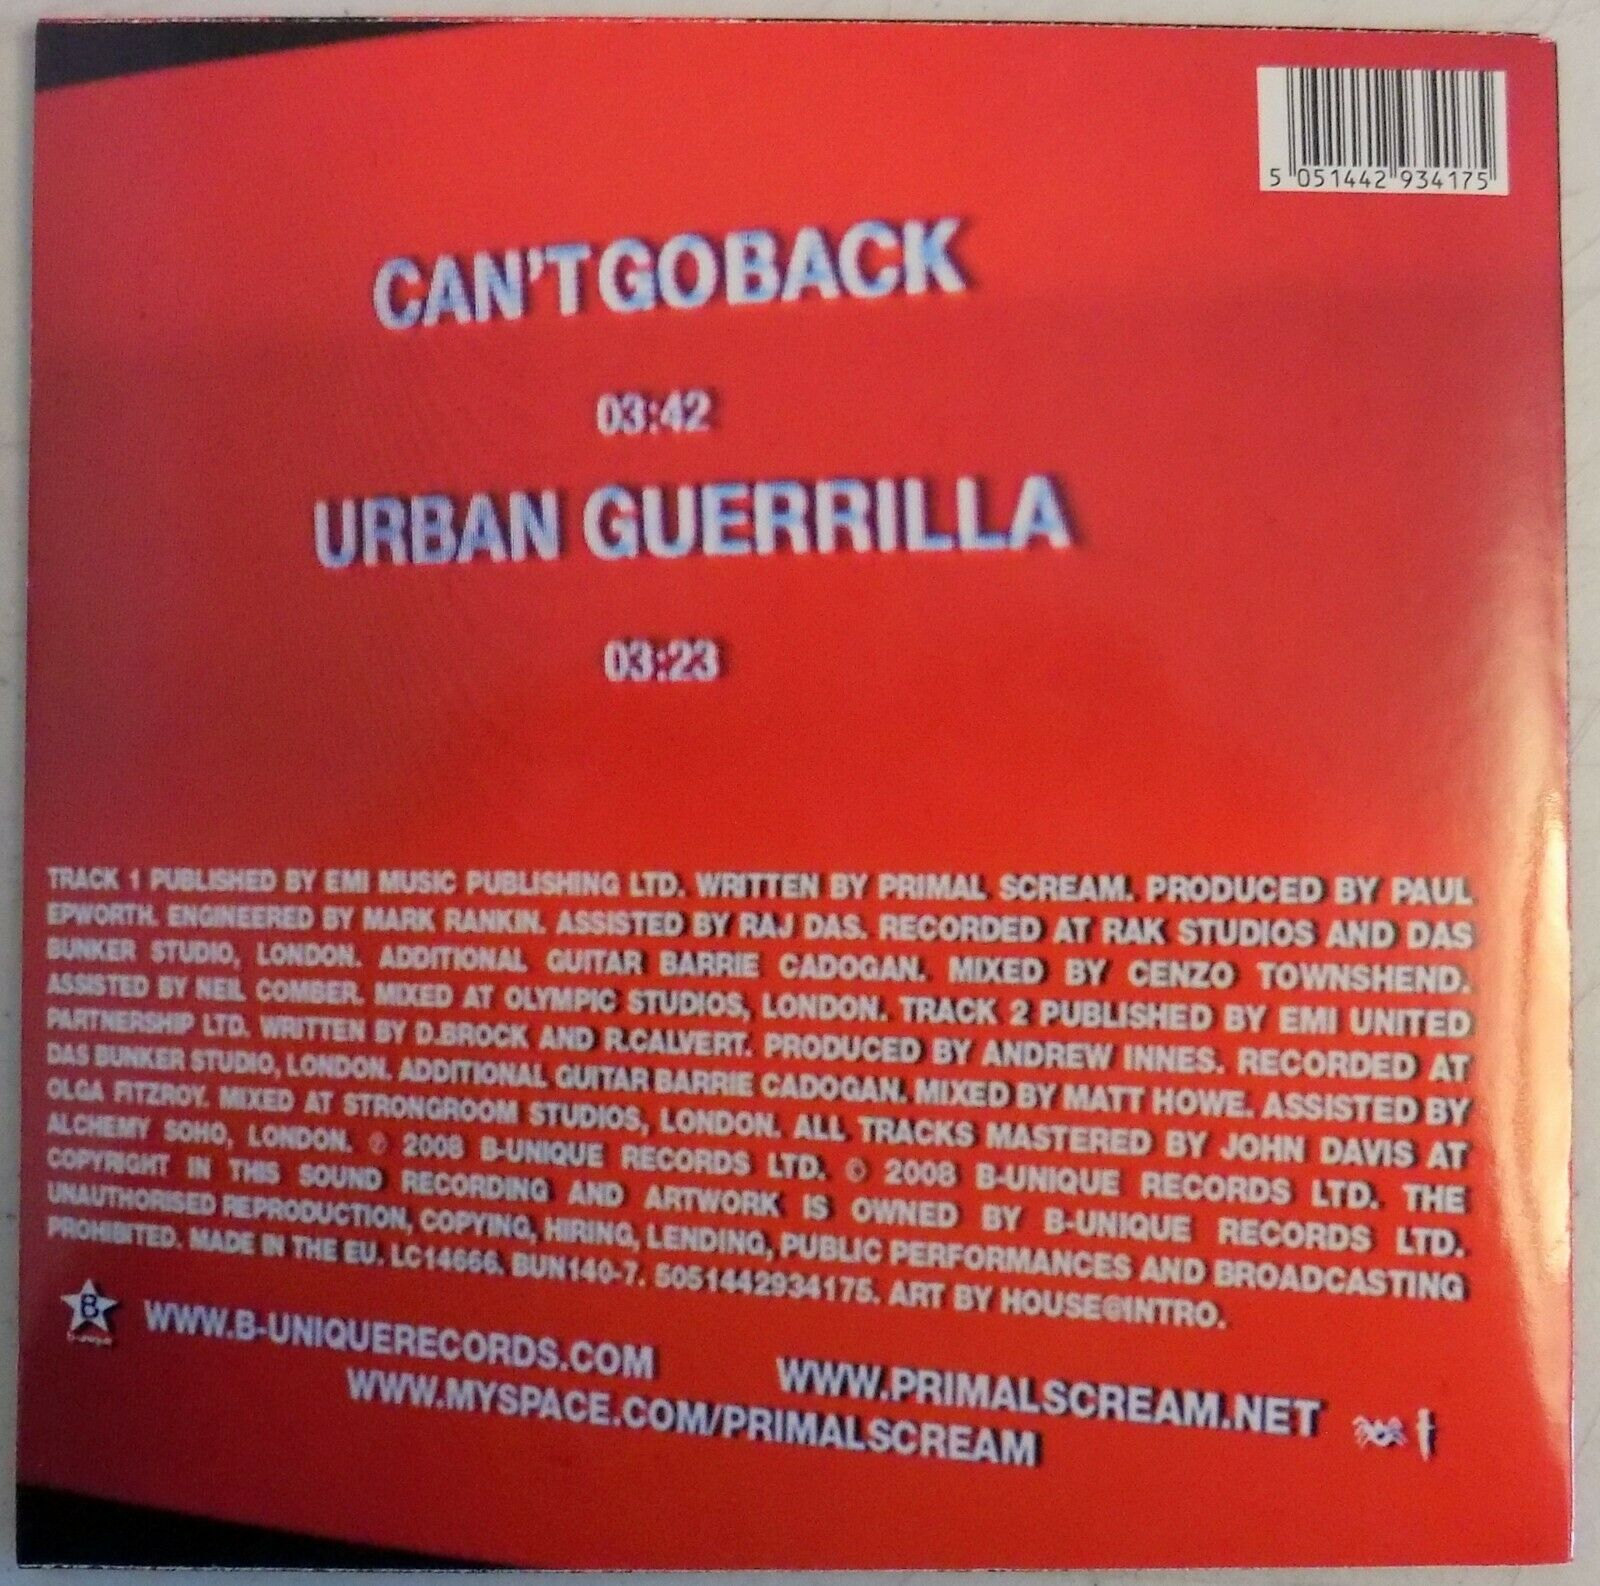 5 051442 934175
CAN'T GO BACK
03:42
URBAN GUERRILLA
03:23
TRACK 1 PUBLISHED BY EMI MUSIC PUBLISHING LTD. WRITTEN BY PRIMAL SCREAM. PRODUCED BY PAUL
EPWORTH. ENGINEERED BY MARK RANKIN. ASSISTED BY RAJ DAS. RECORDED AT RAK STUDIOS AND DAS
BUNKER STUDIO, LONDON. ADDITIONAL GUITAR BARRIE CADOGAN. MIXED BY CENZO TOWNSHEND.
ASSISTED BY NEIL COMBER. MIXED AT OLYMPIC STUDIOS, LONDON. TRACK 2 PUBLISHED BY EMI UNITED
PARTNERSHIP LTD. WRITTEN BY D.BROCK AND R.CALVERT. PRODUCED BY ANDREW INNES. RECORDED AT
DAS BUNKER STUDIO, LONDON. ADDITIONAL GUITAR BARRIE CADOGAN. MIXED BY MATT HOWE. ASSISTED BY
OLGA FITZROY. MIXED AT STRONGROOM STUDIOS, LONDON. ALL TRACKS MASTERED BY JOHN DAVIS AT
ALCHEMY SOHO, LONDON. ℗ 2008 B-UNIQUE RECORDS LTD. © 2008 B-UNIQUE RECORDS LTD. THE
COPYRIGHT IN THIS SOUND RECORDING AND ARTWORK IS OWNED BY B-UNIQUE RECORDS LTD.
UNAUTHORISED REPRODUCTION, COPYING, HIRING, LENDING, PUBLIC PERFORMANCES AND BROADCASTING
PROHIBITED. MADE IN THE EU. LC14666. BUN140-7. 5051442934175. ART BY HOUSE@INTRO.
B
b-unique
WWW.B-UNIQUERECORDS.COM
WWW.PRIMALSCREAM.NET
WWW.MYSPACE.COM/PRIMALSCREAM